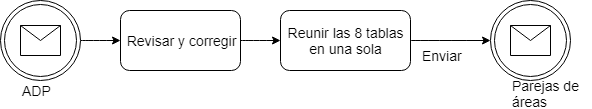 ADP
Revisar y corregir
Reunir las 8 tablas
en una sola
Enviar
Parejas de
áreas